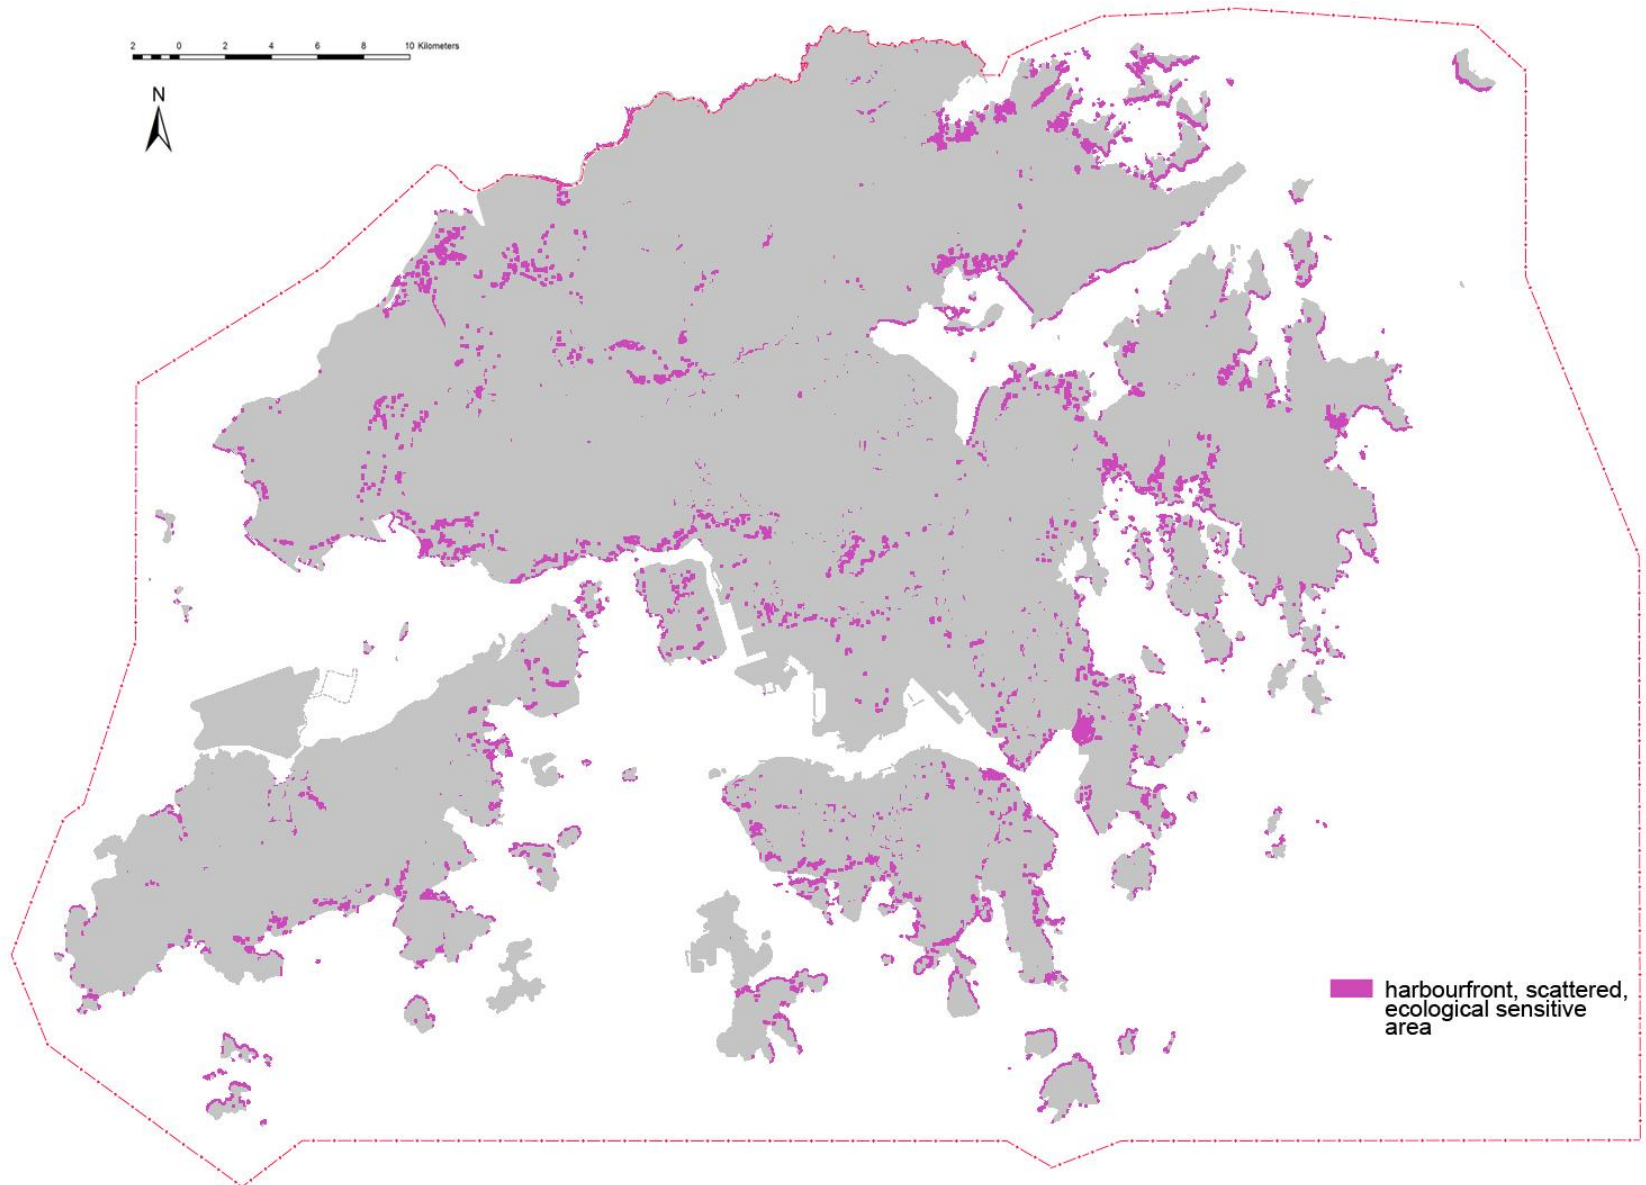 2 0 2 4 6 8 10 Kilometers
N
harbourfront, scattered,
ecological sensitive
area